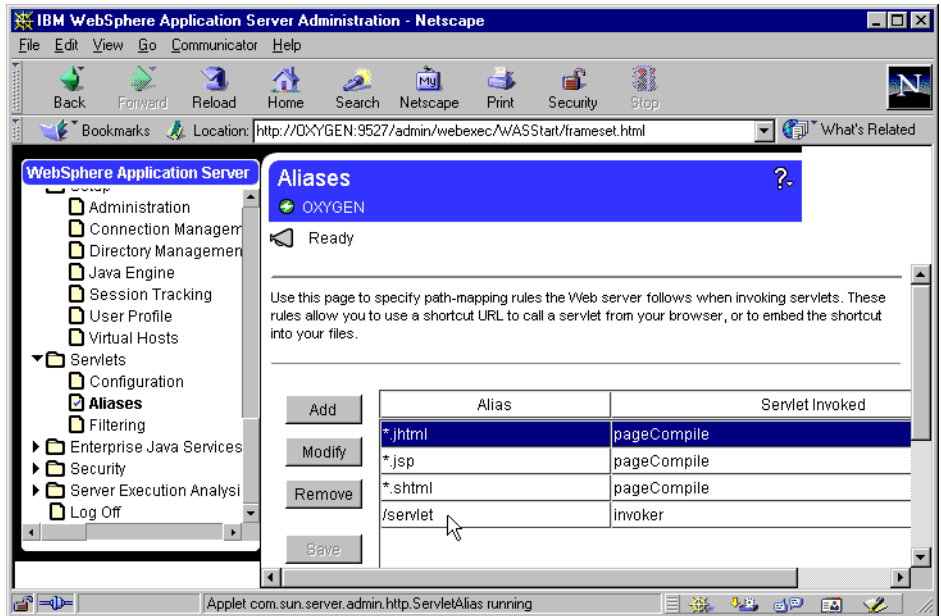 IBM WebSphere Application Server Administration - Netscape
File Edit View Go Communicator Help
My
N
Back Forward Reload Home Search Netscape Print Security Stop
Bookmarks Location: http://OXYGEN:9527/admin/webexec/WASStart/frameset.html What's Related
WebSphere Application Server
Setup
Administration
Connection Managem
Directory Managemen
Java Engine
Session Tracking
User Profile
Virtual Hosts
Servlets
Configuration
Aliases
Filtering
Enterprise Java Services
Security
Server Execution Analysi
Log Off
Aliases
?
OXYGEN
Ready
Use this page to specify path-mapping rules the Web server follows when invoking servlets. These
rules allow you to use a shortcut URL to call a servlet from your browser, or to embed the shortcut
into your files.
Add
Modify
Remove
Save
Alias Servlet Invoked
*.jhtml pageCompile
*.jsp pageCompile
*.shtml pageCompile
/servlet invoker
Applet com.sun.server.admin.http.ServletAlias running